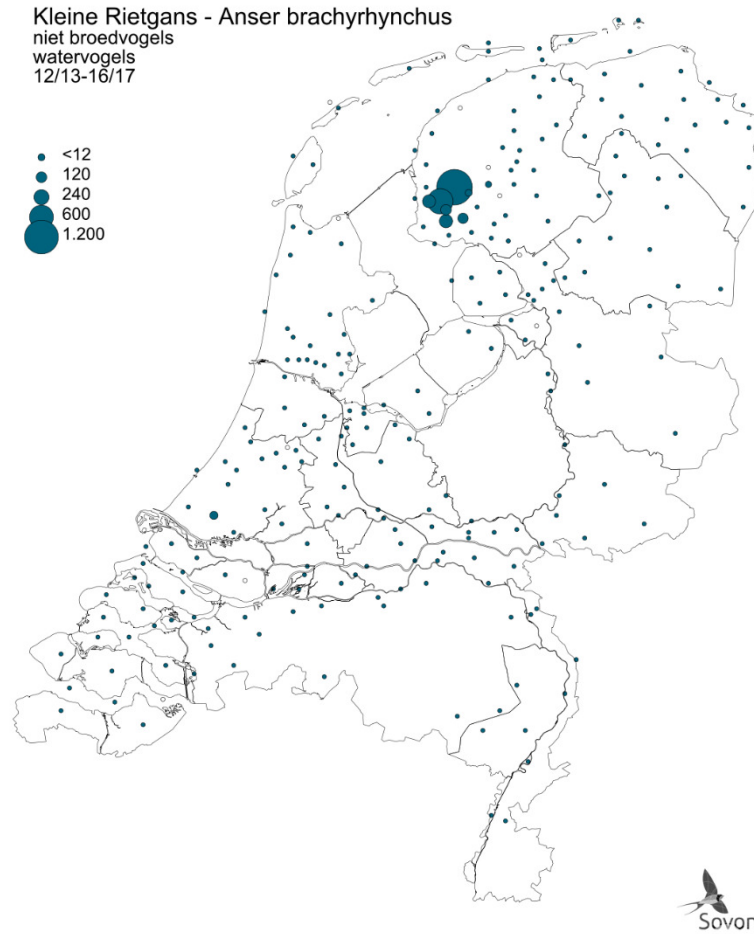 Kleine Rietgans - Anser brachyrhynchus
niet broedvogels
watervogels
12/13-16/17
<12
120
240
600
1.200
Sovon